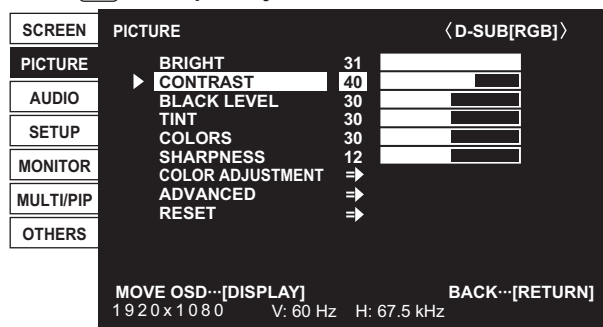 SCREEN
PICTURE
AUDIO
SETUP
MONITOR
MULTI/PIP
OTHERS
PICTURE 〈D-SUB[RGB]〉
BRIGHT 31
CONTRAST 40
BLACK LEVEL 30
TINT 30
COLORS 30
SHARPNESS 12
COLOR ADJUSTMENT
ADVANCED
RESET
MOVE OSD···[DISPLAY] BACK···[RETURN]
1920x1080 V: 60 Hz H: 67.5 kHz